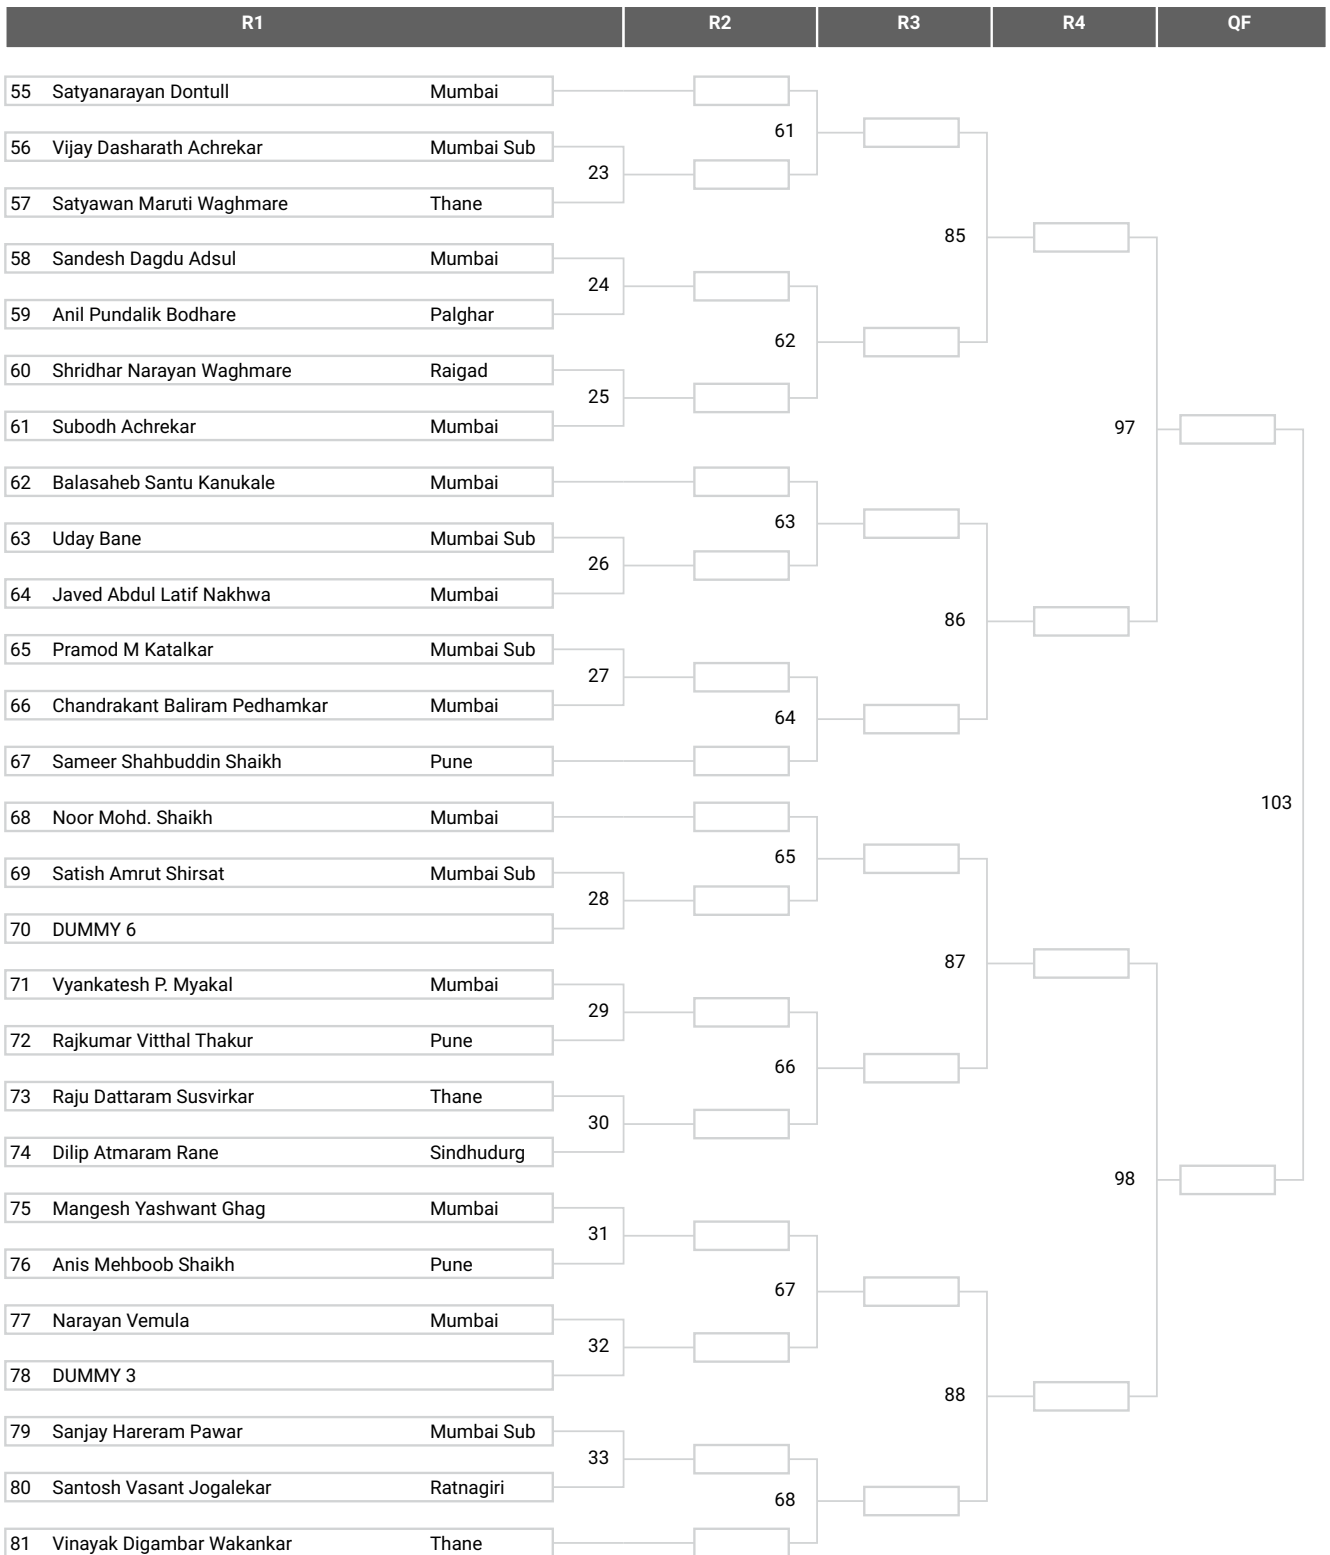 R1 R2 R3 R4 QF
55 Satyanarayan Dontull Mumbai
61
56 Vijay Dasharath Achrekar Mumbai Sub
23
57 Satyawan Maruti Waghmare Thane
85
58 Sandesh Dagdu Adsul Mumbai
24
59 Anil Pundalik Bodhare Palghar
62
60 Shridhar Narayan Waghmare Raigad
25
61 Subodh Achrekar Mumbai
97
62 Balasaheb Santu Kanukale Mumbai
63
63 Uday Bane Mumbai Sub
26
64 Javed Abdul Latif Nakhwa Mumbai
86
65 Pramod M Katalkar Mumbai Sub
27
66 Chandrakant Baliram Pedhamkar Mumbai
64
67 Sameer Shahbuddin Shaikh Pune
103
68 Noor Mohd. Shaikh Mumbai
65
69 Satish Amrut Shirsat Mumbai Sub
28
70 DUMMY 6
87
71 Vyankatesh P. Myakal Mumbai
29
72 Rajkumar Vitthal Thakur Pune
66
73 Raju Dattaram Susvirkar Thane
30
74 Dilip Atmaram Rane Sindhudurg
98
75 Mangesh Yashwant Ghag Mumbai
31
76 Anis Mehboob Shaikh Pune
67
77 Narayan Vemula Mumbai
32
78 DUMMY 3
88
79 Sanjay Hareram Pawar Mumbai Sub
33
80 Santosh Vasant Jogalekar Ratnagiri
68
81 Vinayak Digambar Wakankar Thane